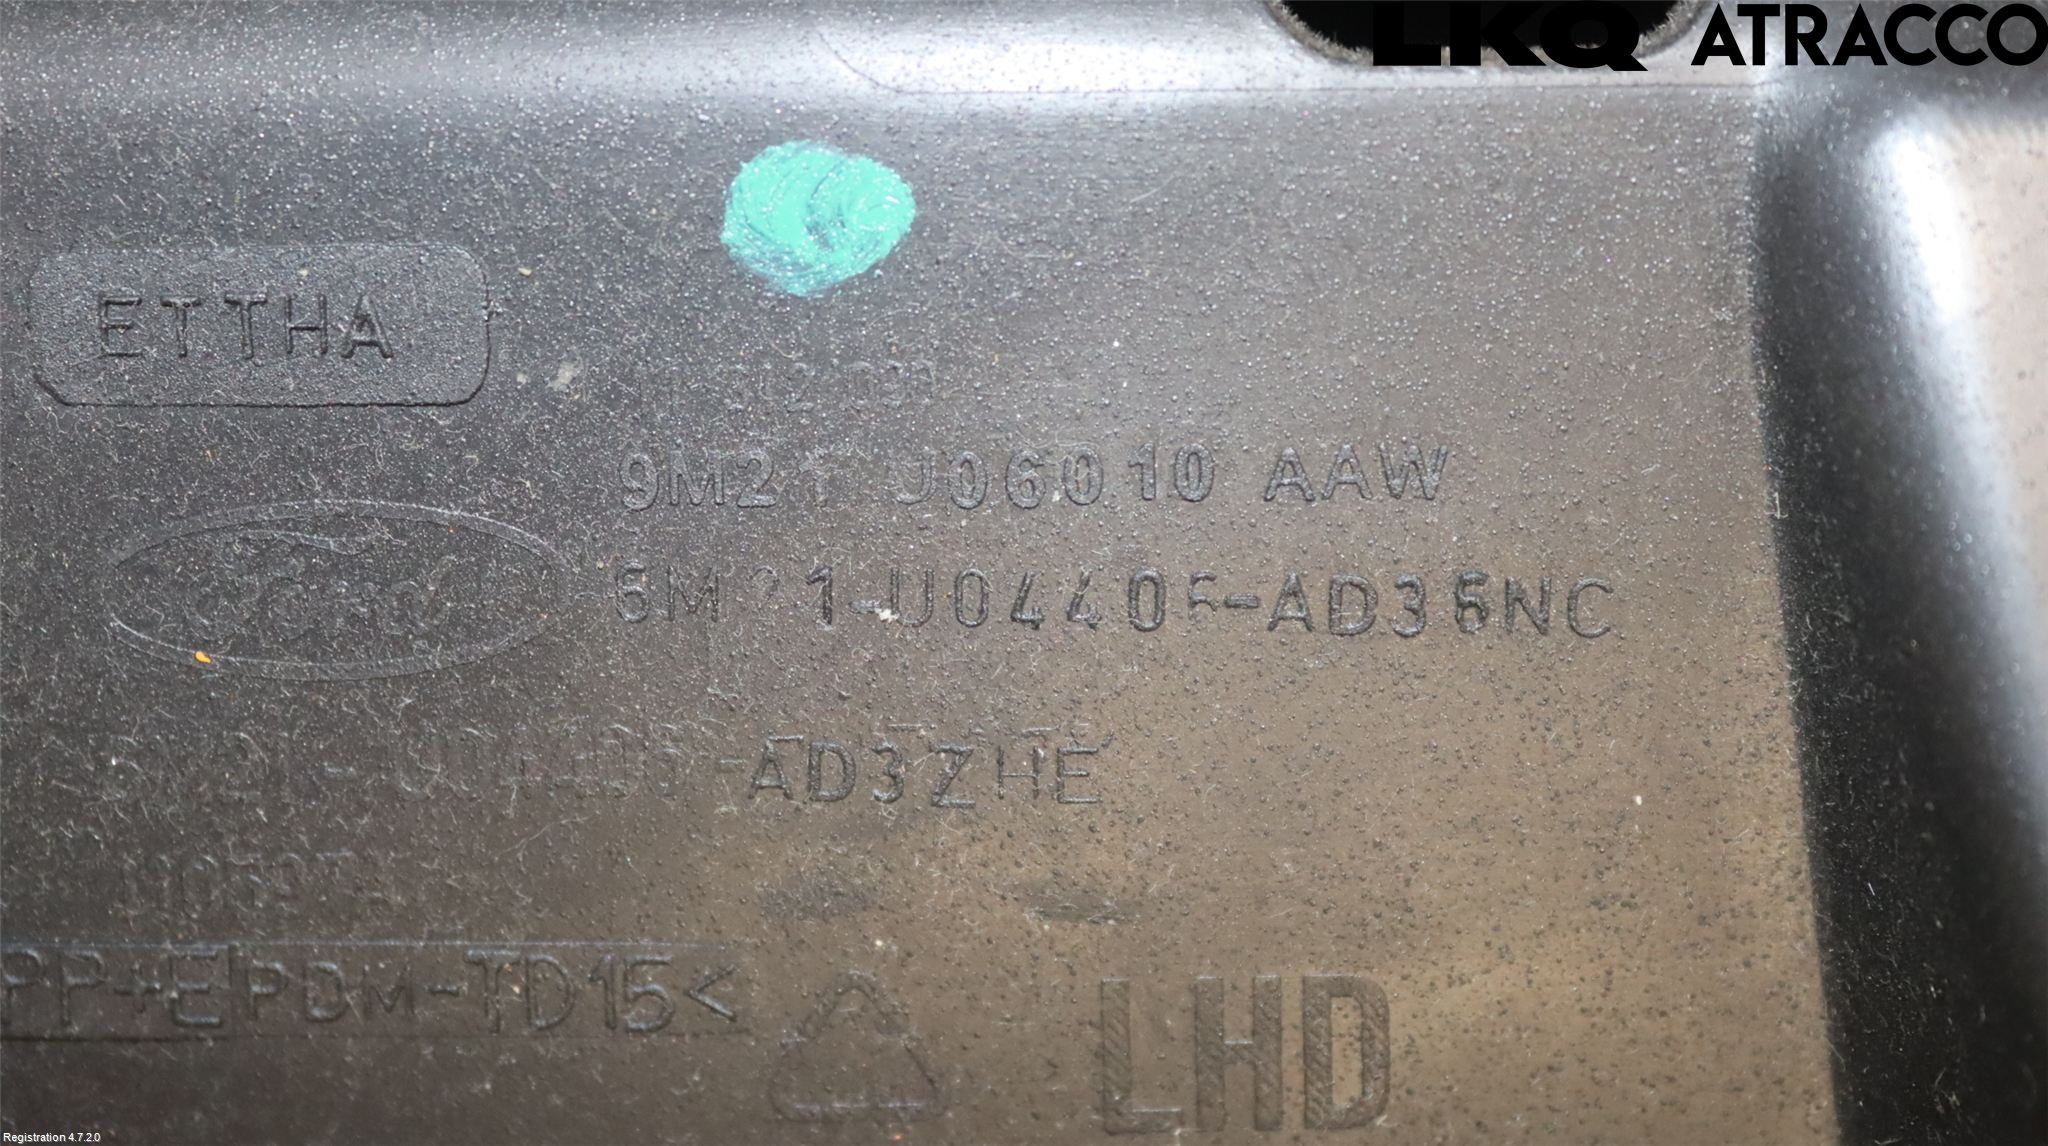 LKQ ATRACCO
ETTHA
9M21 U06010 AAW
Ford
6M21-U04406-AD36NC
-AD3ZHE
PP+EPDM-TD15<
LHD
Registration 4.7.2.0